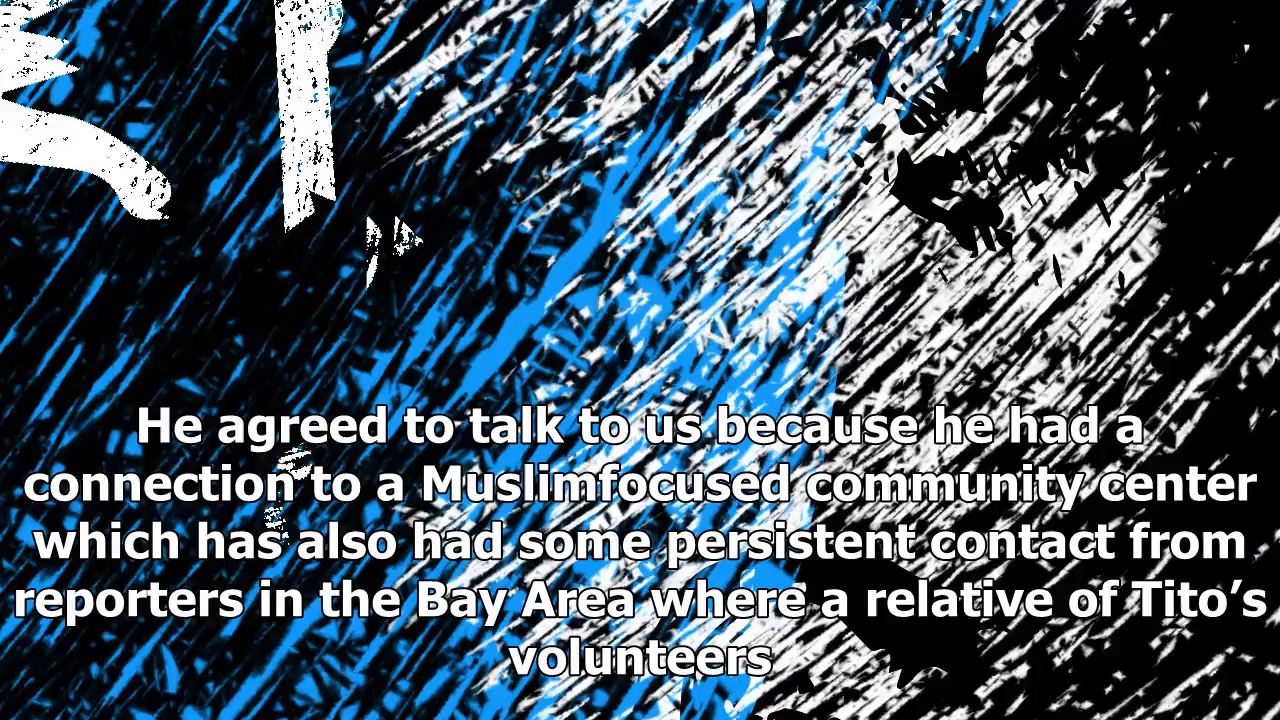 He agreed to talk to us because he had a
connection to a Muslimfocused community center
which has also had some persistent contact from
reporters in the Bay Area where a relative of Tito’s
volunteers